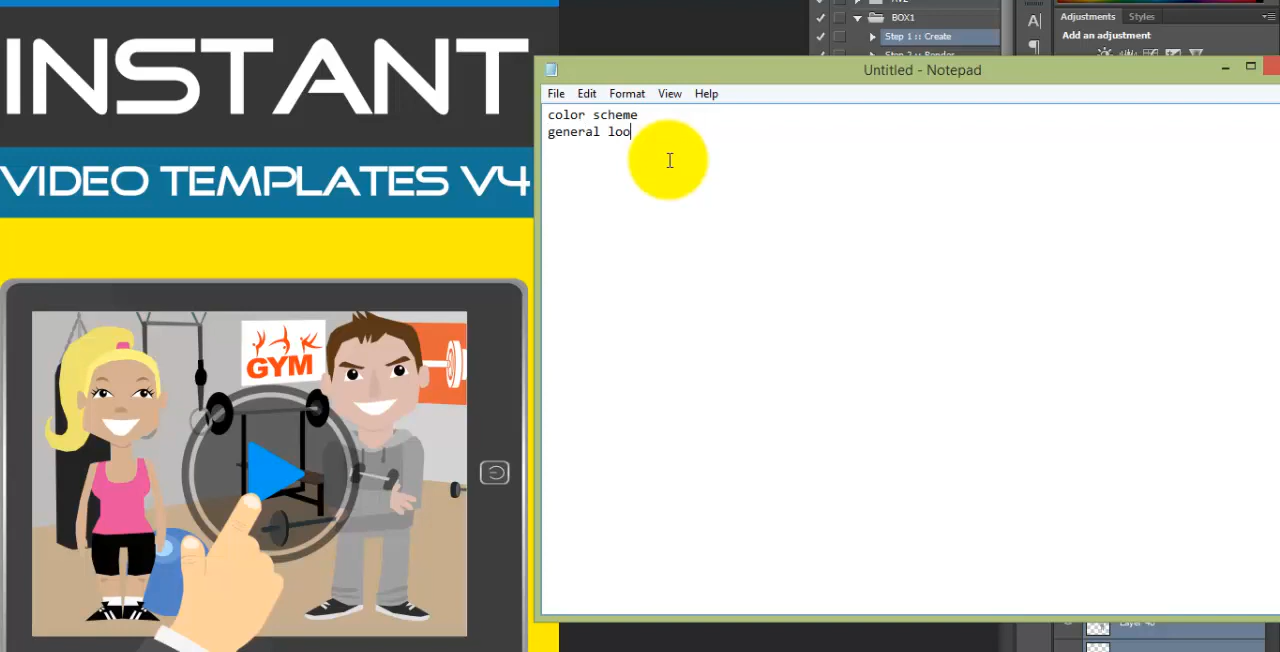 INSTANT
VIDEO TEMPLATES V4
GYM
BOX1
Step 1 :: Create
A
Adjustments
Styles
Add an adjustment
Untitled - Notepad
File
Edit
Format
View
Help
color scheme
general loo